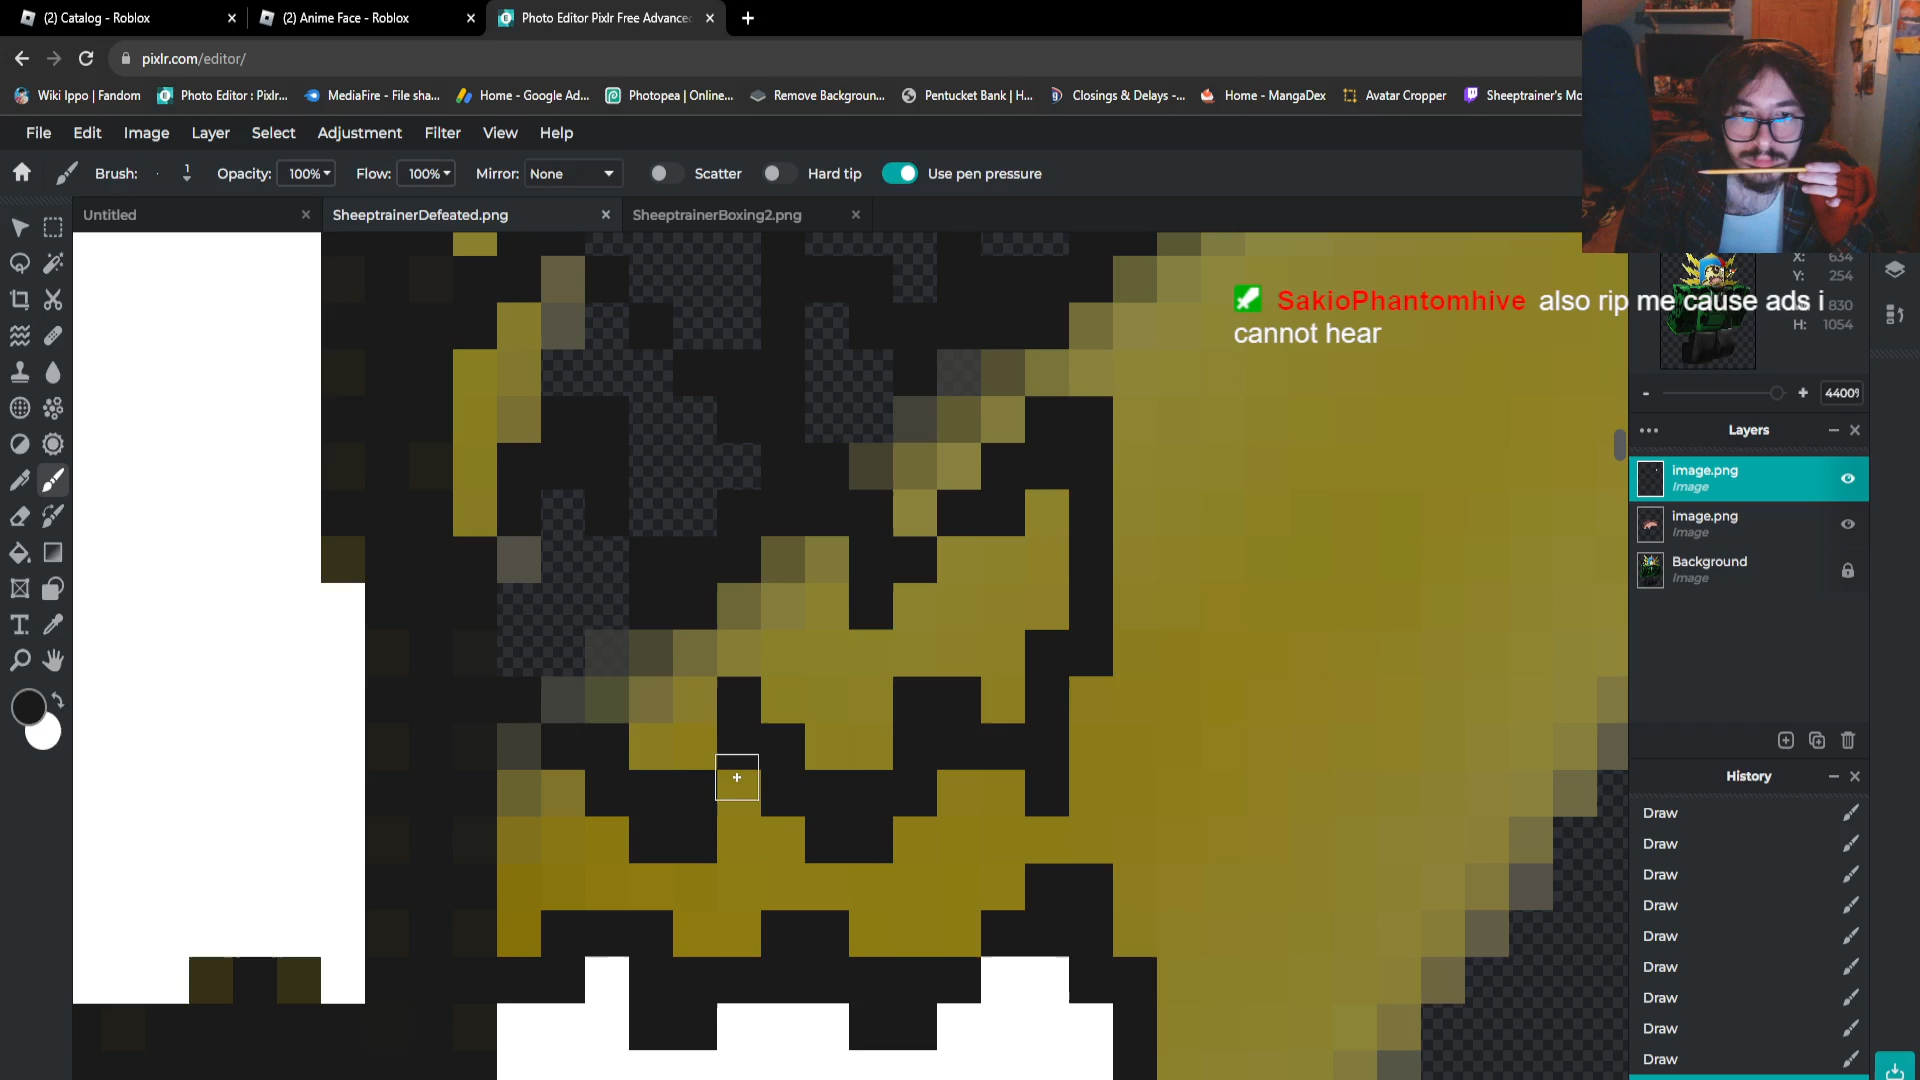 (2) Catalog - Roblox
(2) Anime Face - Roblox
Photo Editor Pixlr Free Advance
pixlr.com/editor/
Wiki Ippo | Fandom
Photo Editor : Pixlr...
MediaFire - File sha...
Home - Google Ad...
Photopea | Online...
Remove Backgroun...
Pentucket Bank | H...
Closings & Delays -...
Home - MangaDex
Avatar Cropper
Sheeptrainer's Mo
File Edit Image Layer Select Adjustment Filter View Help
Brush: 1 Opacity: 100% Flow: 100% Mirror: None Scatter Hard tip Use pen pressure
Untitled
SheeptrainerDefeated.png
SheeptrainerBoxing2.png
X: 634
Y: 254
830
H: 1054
SakioPhantomhive also rip me cause ads i
cannot hear
4400%
Layers
image.png
Image
image.png
Image
Background
Image
History
Draw
Draw
Draw
Draw
Draw
Draw
Draw
Draw
Draw